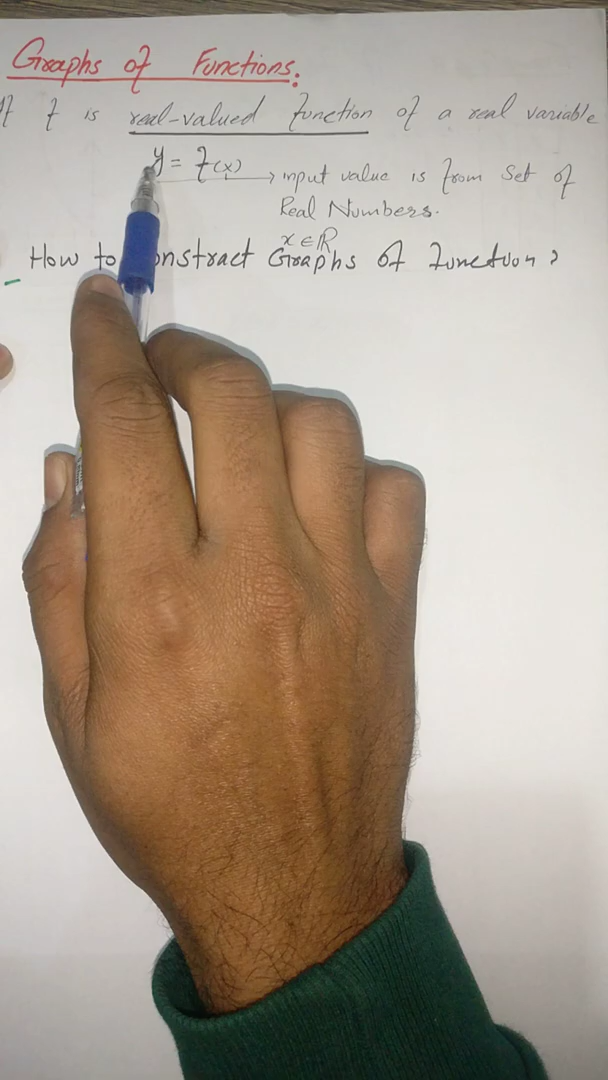 Graphs of Functions:
If f is real-valued function of a real variable
y = f(x) → input value is from Set of
Real Numbers.
x ∈ ℝ
How to onstract Graphs of function?